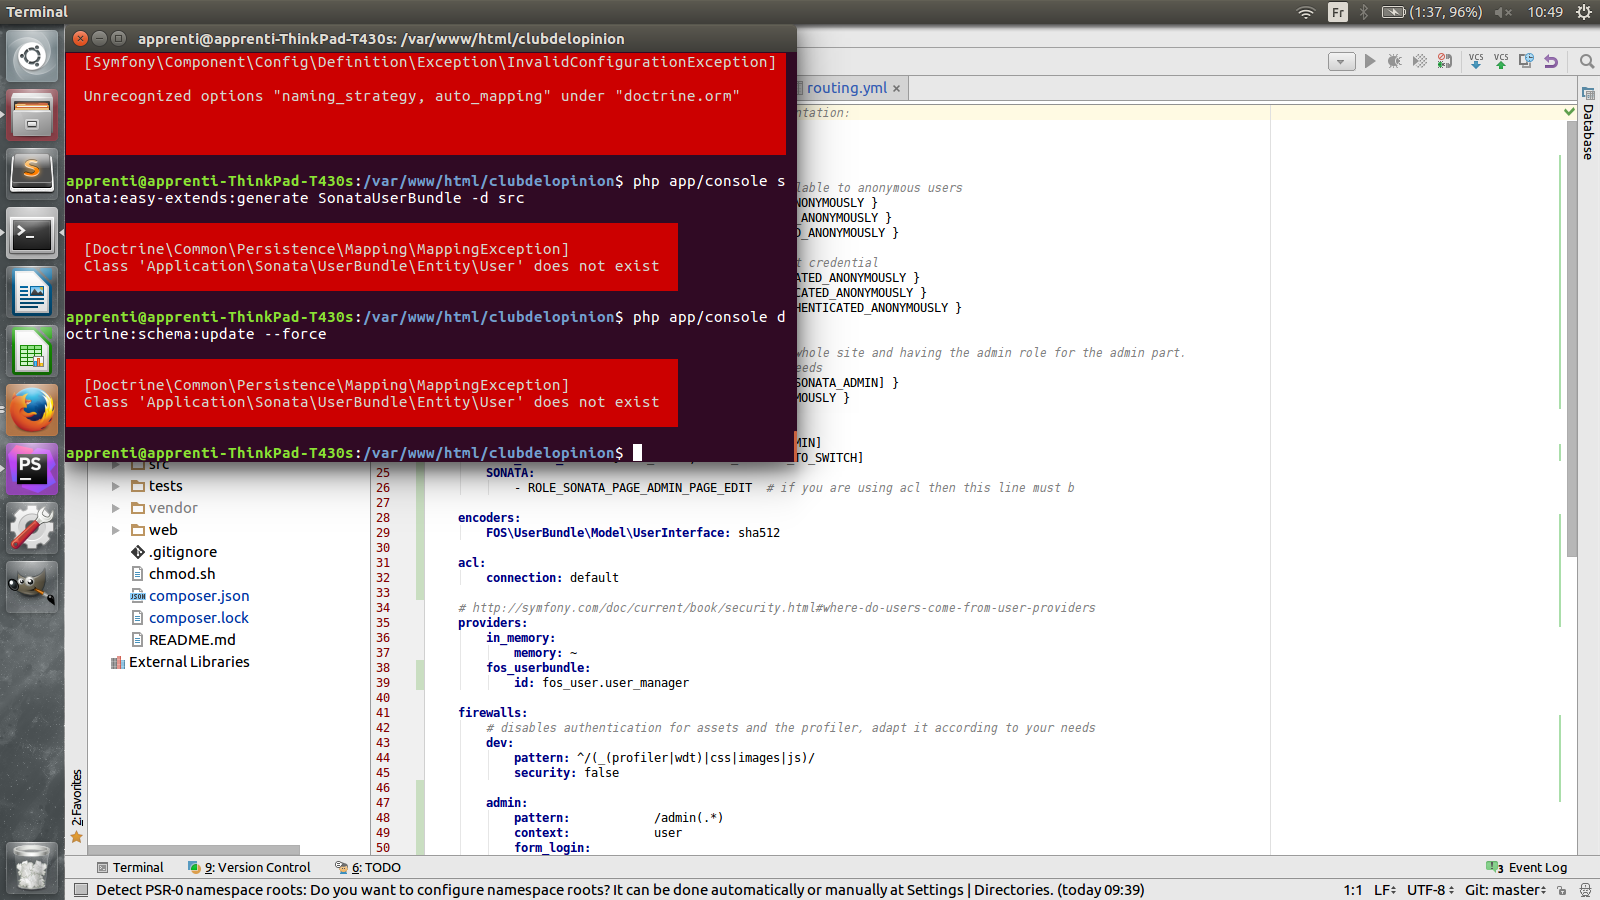 Terminal
Fr
(1:37, 96%)
10:49
apprenti@apprenti-ThinkPad-T430s: /var/www/html/clubdelopinion
[Symfony\Component\Config\Definition\Exception\InvalidConfigurationException]
Unrecognized options "naming_strategy, auto_mapping" under "doctrine.orm"
apprenti@apprenti-ThinkPad-T430s:/var/www/html/clubdelopinion$ php app/console s
onata:easy-extends:generate SonataUserBundle -d src
[Doctrine\Common\Persistence\Mapping\MappingException]
Class 'Application\Sonata\UserBundle\Entity\User' does not exist
apprenti@apprenti-ThinkPad-T430s:/var/www/html/clubdelopinion$ php app/console d
octrine:schema:update --force
[Doctrine\Common\Persistence\Mapping\MappingException]
Class 'Application\Sonata\UserBundle\Entity\User' does not exist
apprenti@apprenti-ThinkPad-T430s:/var/www/html/clubdelopinion$
VCS
VCS
routing.yml
Database
ntation:
lable to anonymous users
NONYMOUSLY }
_ANONYMOUSLY }
D_ANONYMOUSLY }
t credential
ATED_ANONYMOUSLY }
CATED_ANONYMOUSLY }
HENTICATED_ANONYMOUSLY }
whole site and having the admin role for the admin part.
eeds
SONATA_ADMIN] }
MOUSLY }
MIN]
TO_SWITCH]
src
tests
vendor
web
.gitignore
chmod.sh
composer.json
composer.lock
README.md
External Libraries
25 SONATA:
26 - ROLE_SONATA_PAGE_ADMIN_PAGE_EDIT # if you are using acl then this line must b
27
28 encoders:
29 FOS\UserBundle\Model\UserInterface: sha512
30
31 acl:
32 connection: default
33
34 # http://symfony.com/doc/current/book/security.html#where-do-users-come-from-user-providers
35 providers:
36 in_memory:
37 memory: ~
38 fos_userbundle:
39 id: fos_user.user_manager
40
41 firewalls:
42 # disables authentication for assets and the profiler, adapt it according to your needs
43 dev:
44 pattern: ^/(_(profiler|wdt)|css|images|js)/
45 security: false
46
47 admin:
48 pattern: /admin(.*)
49 context: user
50 form_login:
2: Favorites
Terminal
9: Version Control
6: TODO
3 Event Log
Detect PSR-0 namespace roots: Do you want to configure namespace roots? It can be done automatically or manually at Settings | Directories. (today 09:39)
1:1
LF
UTF-8
Git: master